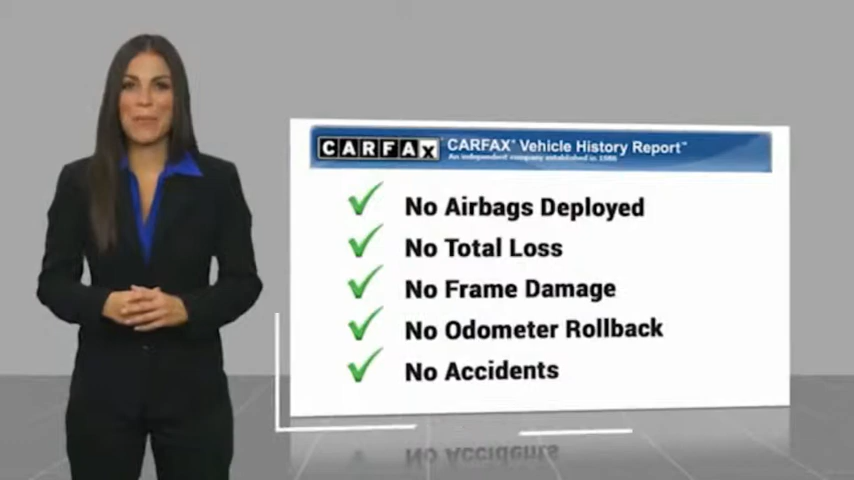 CARFAX CARFAX® Vehicle History Report™
An independent company established in 1986
No Airbags Deployed
No Total Loss
No Frame Damage
No Odometer Rollback
No Accidents
No Accidents